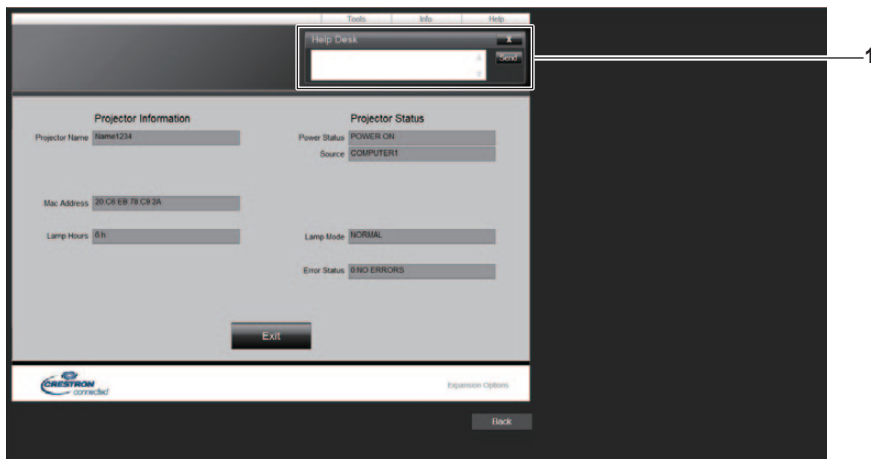 Tools Info Help
Help Desk X
Send
1
Projector Information Projector Status
Projector Name Name1234 Power Status POWER ON
Source COMPUTER1
Mac Address 20 C6 EB 78 C9 2A
Lamp Hours 6 h Lamp Mode NORMAL
Error Status 0:NO ERRORS
Exit
CRESTRON
connected
Expansion Options
Back